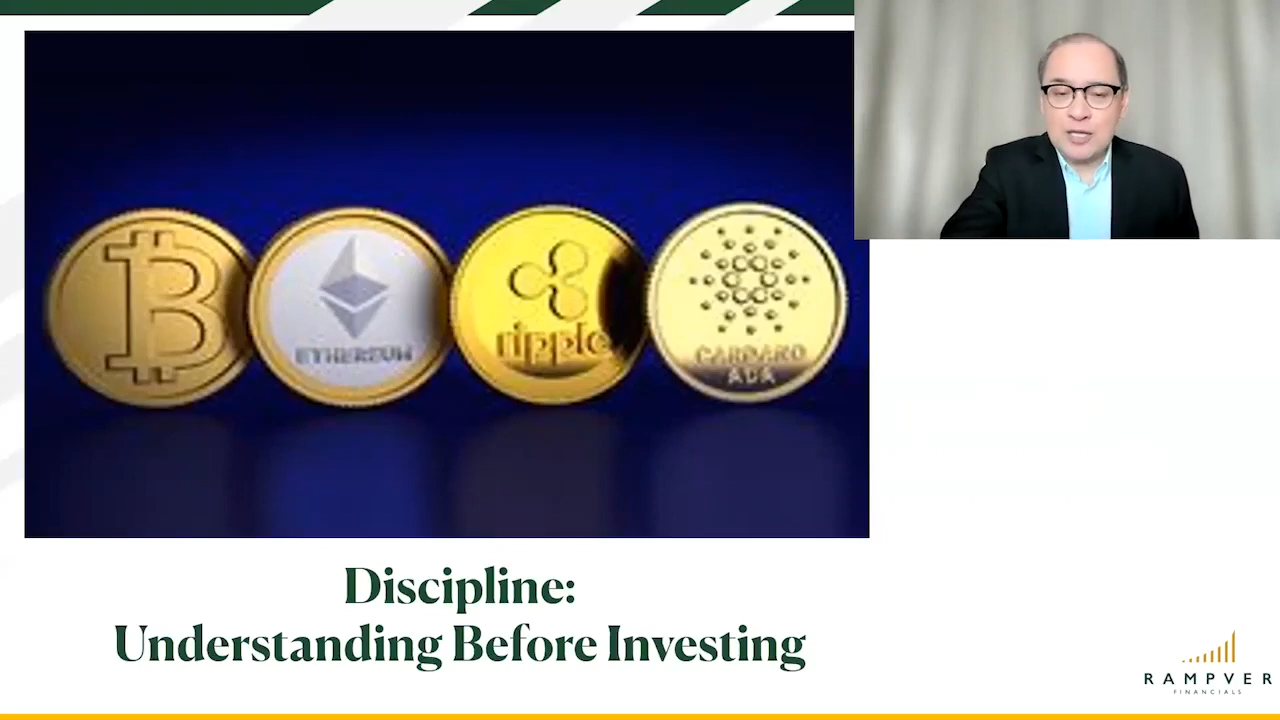 ETHEREUM
ripple
CARDANO
ADA
Discipline:
Understanding Before Investing
RAMPVER
FINANCIALS